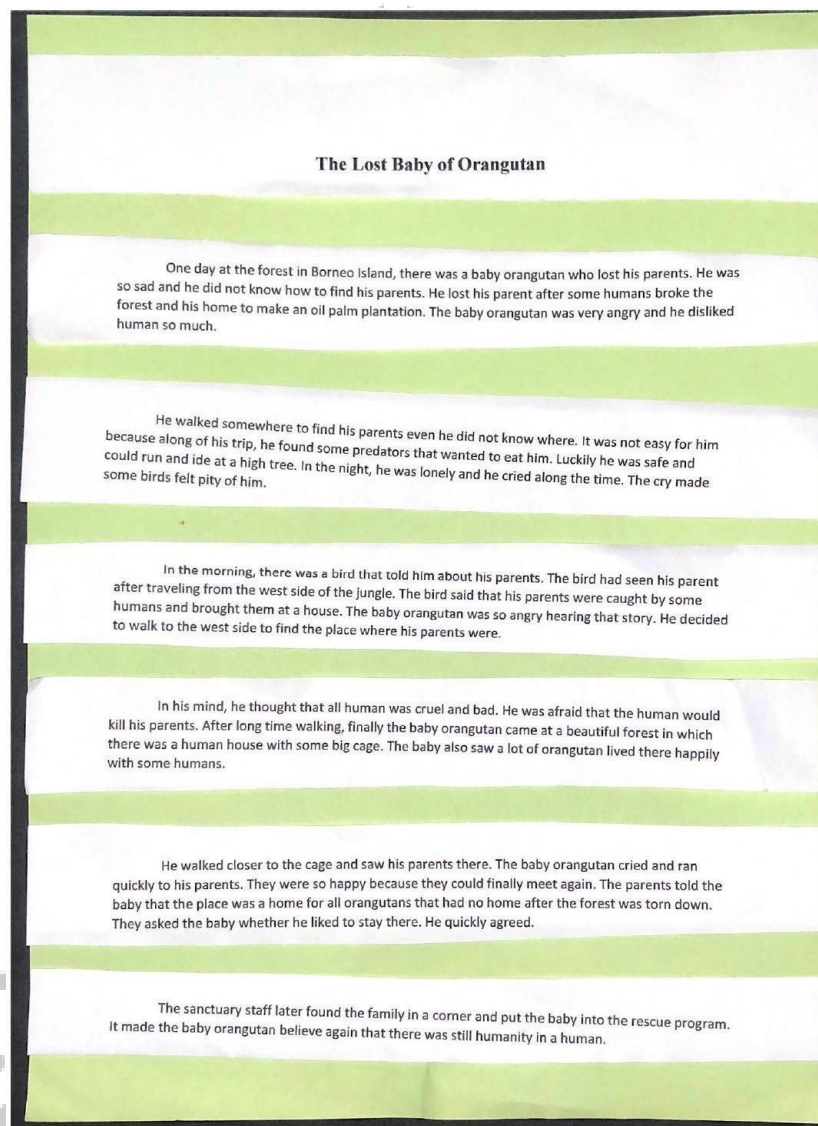 The Lost Baby of Orangutan
One day at the forest in Borneo Island, there was a baby orangutan who lost his parents. He was
so sad and he did not know how to find his parents. He lost his parent after some humans broke the
forest and his home to make an oil palm plantation. The baby orangutan was very angry and he disliked
human so much.
He walked somewhere to find his parents even he did not know where. It was not easy for him
because along of his trip, he found some predators that wanted to eat him. Luckily he was safe and
could run and ide at a high tree. In the night, he was lonely and he cried along the time. The cry made
some birds felt pity of him.
In the morning, there was a bird that told him about his parents. The bird had seen his parent
after traveling from the west side of the jungle. The bird said that his parents were caught by some
humans and brought them at a house. The baby orangutan was so angry hearing that story. He decided
to walk to the west side to find the place where his parents were.
In his mind, he thought that all human was cruel and bad. He was afraid that the human would
kill his parents. After long time walking, finally the baby orangutan came at a beautiful forest in which
there was a human house with some big cage. The baby also saw a lot of orangutan lived there happily
with some humans.
He walked closer to the cage and saw his parents there. The baby orangutan cried and ran
quickly to his parents. They were so happy because they could finally meet again. The parents told the
baby that the place was a home for all orangutans that had no home after the forest was torn down.
They asked the baby whether he liked to stay there. He quickly agreed.
The sanctuary staff later found the family in a corner and put the baby into the rescue program.
It made the baby orangutan believe again that there was still humanity in a human.